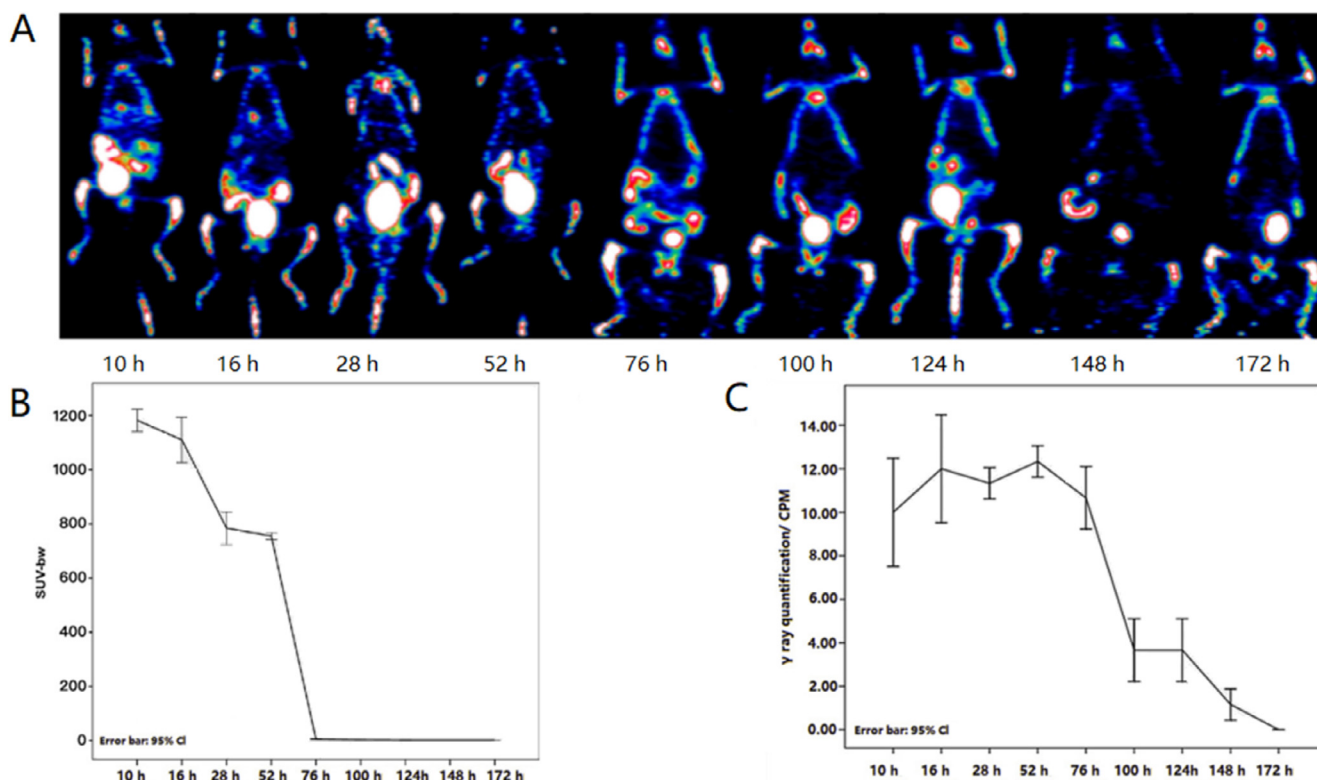 A
10 h 16 h 28 h 52 h 76 h 100 h 124 h 148 h 172 h
B
1200
1000
800
600
400
200
0
SUV-bw
Error bar: 95% CI
10 h 16 h 28 h 52 h 76 h 100 h 124h 148 h 172 h
C
14.00
12.00
10.00
8.00
6.00
4.00
2.00
0.00
γ ray quantification/ CPM
Error bar: 95% CI
10 h 16 h 28 h 52 h 76 h 100 h 124 h 148 h 172 h